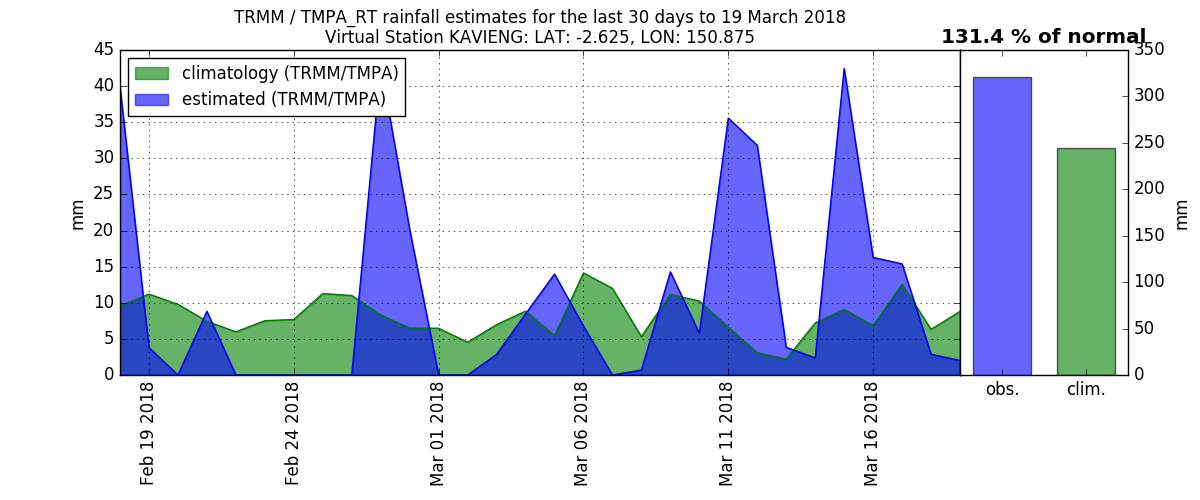 TRMM / TMPA_RT rainfall estimates for the last 30 days to 19 March 2018
Virtual Station KAVIENG: LAT: -2.625, LON: 150.875
131.4 % of normal
climatology (TRMM/TMPA)
estimated (TRMM/TMPA)
45
40
35
30
25
20
15
10
5
0
mm
Feb 19 2018
Feb 24 2018
Mar 01 2018
Mar 06 2018
Mar 11 2018
Mar 16 2018
obs.
clim.
350
300
250
200
150
100
50
0
mm